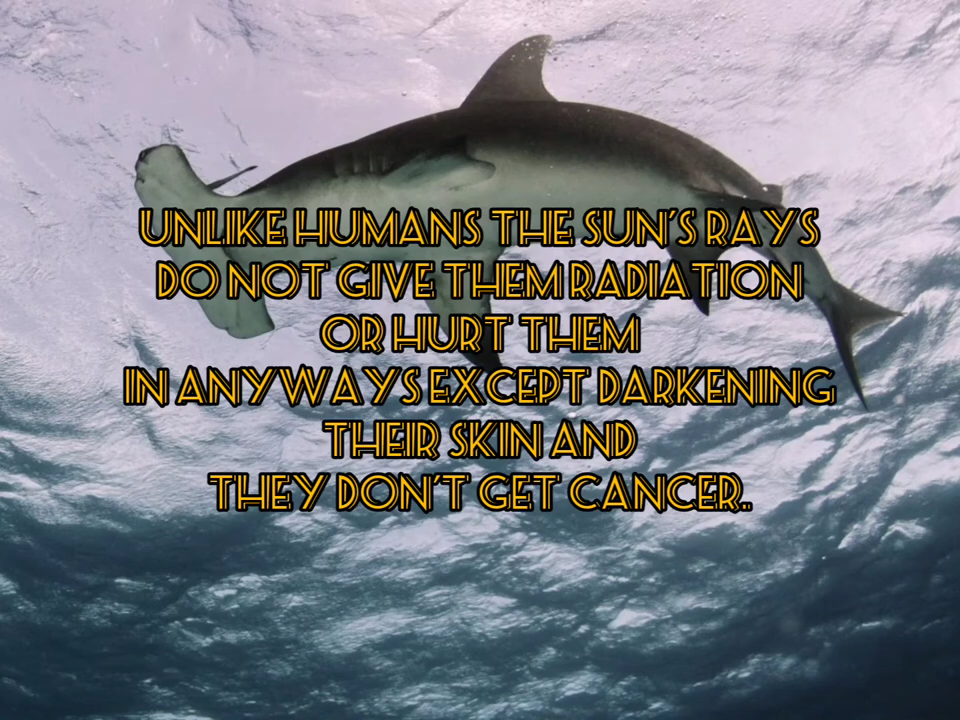 UNLIKE HUMANS THE SUN'S RAYS
DO NOT GIVE THEM RADIATION
OR HURT THEM
IN ANYWAYS EXCEPT DARKENING
THEIR SKIN AND
THEY DON'T GET CANCER..